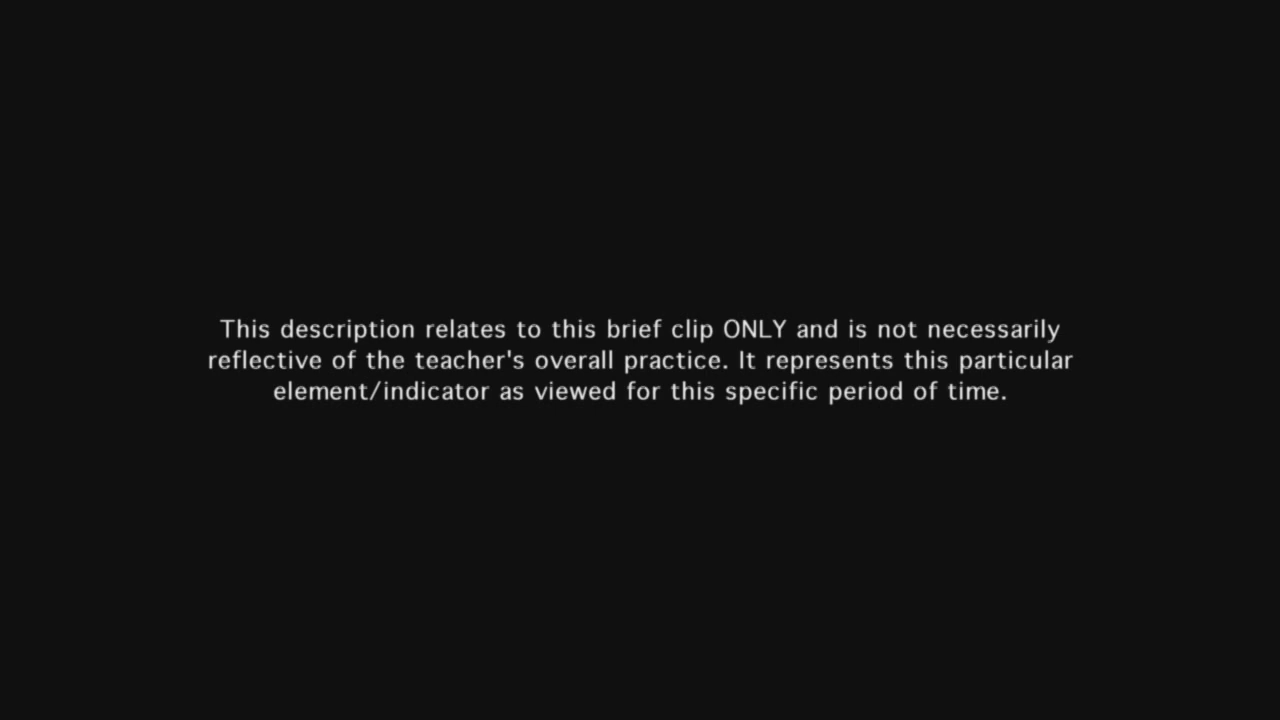 This description relates to this brief clip ONLY and is not necessarily
reflective of the teacher's overall practice. It represents this particular
element/indicator as viewed for this specific period of time.